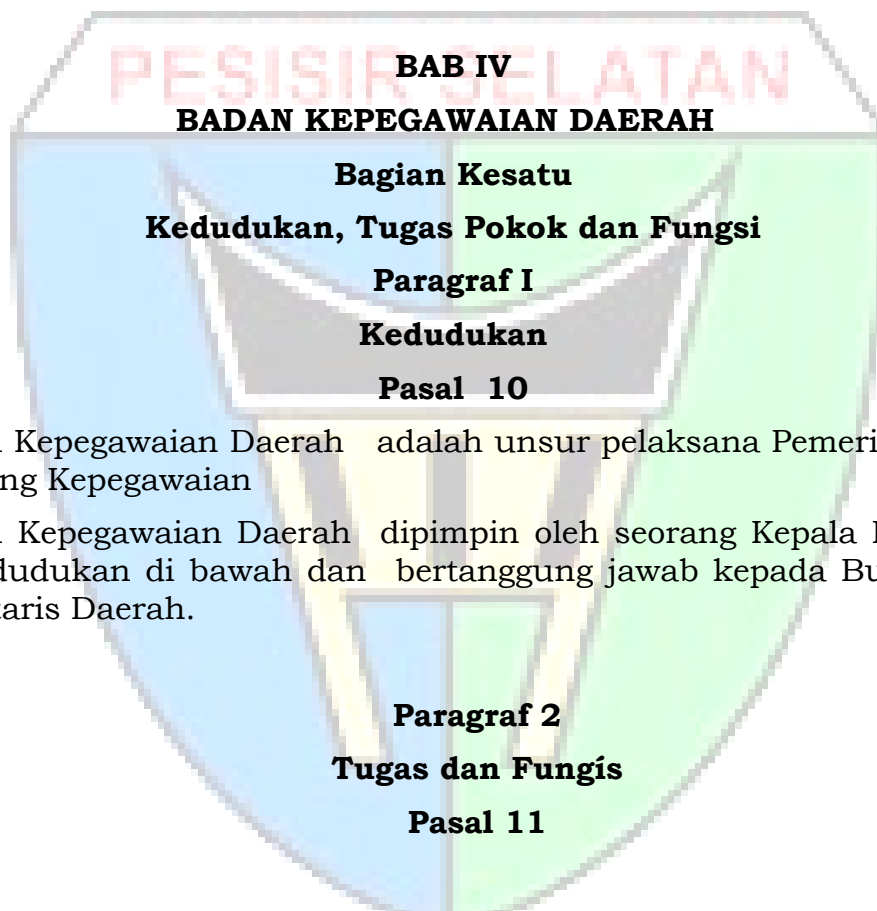 PESISIR SELATAN
BAB IV
BADAN KEPEGAWAIAN DAERAH
Bagian Kesatu
Kedudukan, Tugas Pokok dan Fungsi
Paragraf I
Kedudukan
Pasal 10
Kepegawaian Daerah adalah unsur pelaksana Pemeri
ng Kepegawaian
Kepegawaian Daerah dipimpin oleh seorang Kepala
dudukan di bawah dan bertanggung jawab kepada Bu
taris Daerah.
Paragraf 2
Tugas dan Fungís
Pasal 11